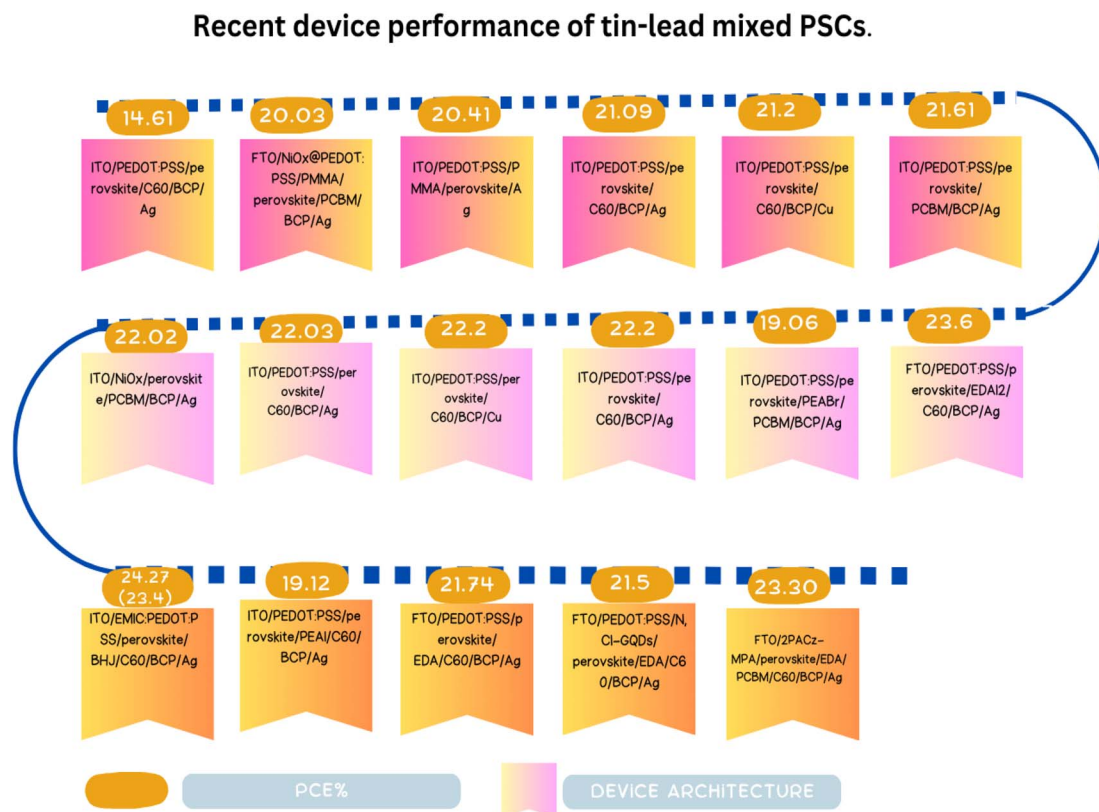 Recent device performance of tin-lead mixed PSCs.
14.61
ITO/PEDOT:PSS/pe
rovskite/C60/BCP/
Ag
20.03
FTO/NiOx@PEDOT:
PSS/PMMA/
perovskite/PCBM/
BCP/Ag
20.41
ITO/PEDOT:PSS/P
MMA/perovskite/A
g
21.09
ITO/PEDOT:PSS/pe
rovskite/
C60/BCP/Ag
21.2
ITO/PEDOT:PSS/pe
rovskite/
C60/BCP/Cu
21.61
ITO/PEDOT:PSS/pe
rovskite/
PCBM/BCP/Ag
22.02
ITO/NiOx/perovskit
e/PCBM/BCP/Ag
22.03
ITO/PEDOT:PSS/per
ovskite/
C60/BCP/Ag
22.2
ITO/PEDOT:PSS/per
ovskite/
C60/BCP/Cu
22.2
ITO/PEDOT:PSS/pe
rovskite/
C60/BCP/Ag
19.06
ITO/PEDOT:PSS/pe
rovskite/PEABr/
PCBM/BCP/Ag
23.6
FTO/PEDOT:PSS/p
erovskite/EDAI2/
C60/BCP/Ag
24.27
(23.4)
ITO/EMIC:PEDOT:P
SS/perovskite/
BHJ/C60/BCP/Ag
19.12
ITO/PEDOT:PSS/pe
rovskite/PEAI/C60/
BCP/Ag
21.74
FTO/PEDOT:PSS/p
erovskite/
EDA/C60/BCP/Ag
21.5
FTO/PEDOT:PSS/N,
Cl-GQDs/
perovskite/EDA/C6
0/BCP/Ag
23.30
FTO/2PACz-
MPA/perovskite/EDA/
PCBM/C60/BCP/Ag
PCE%
DEVICE ARCHITECTURE